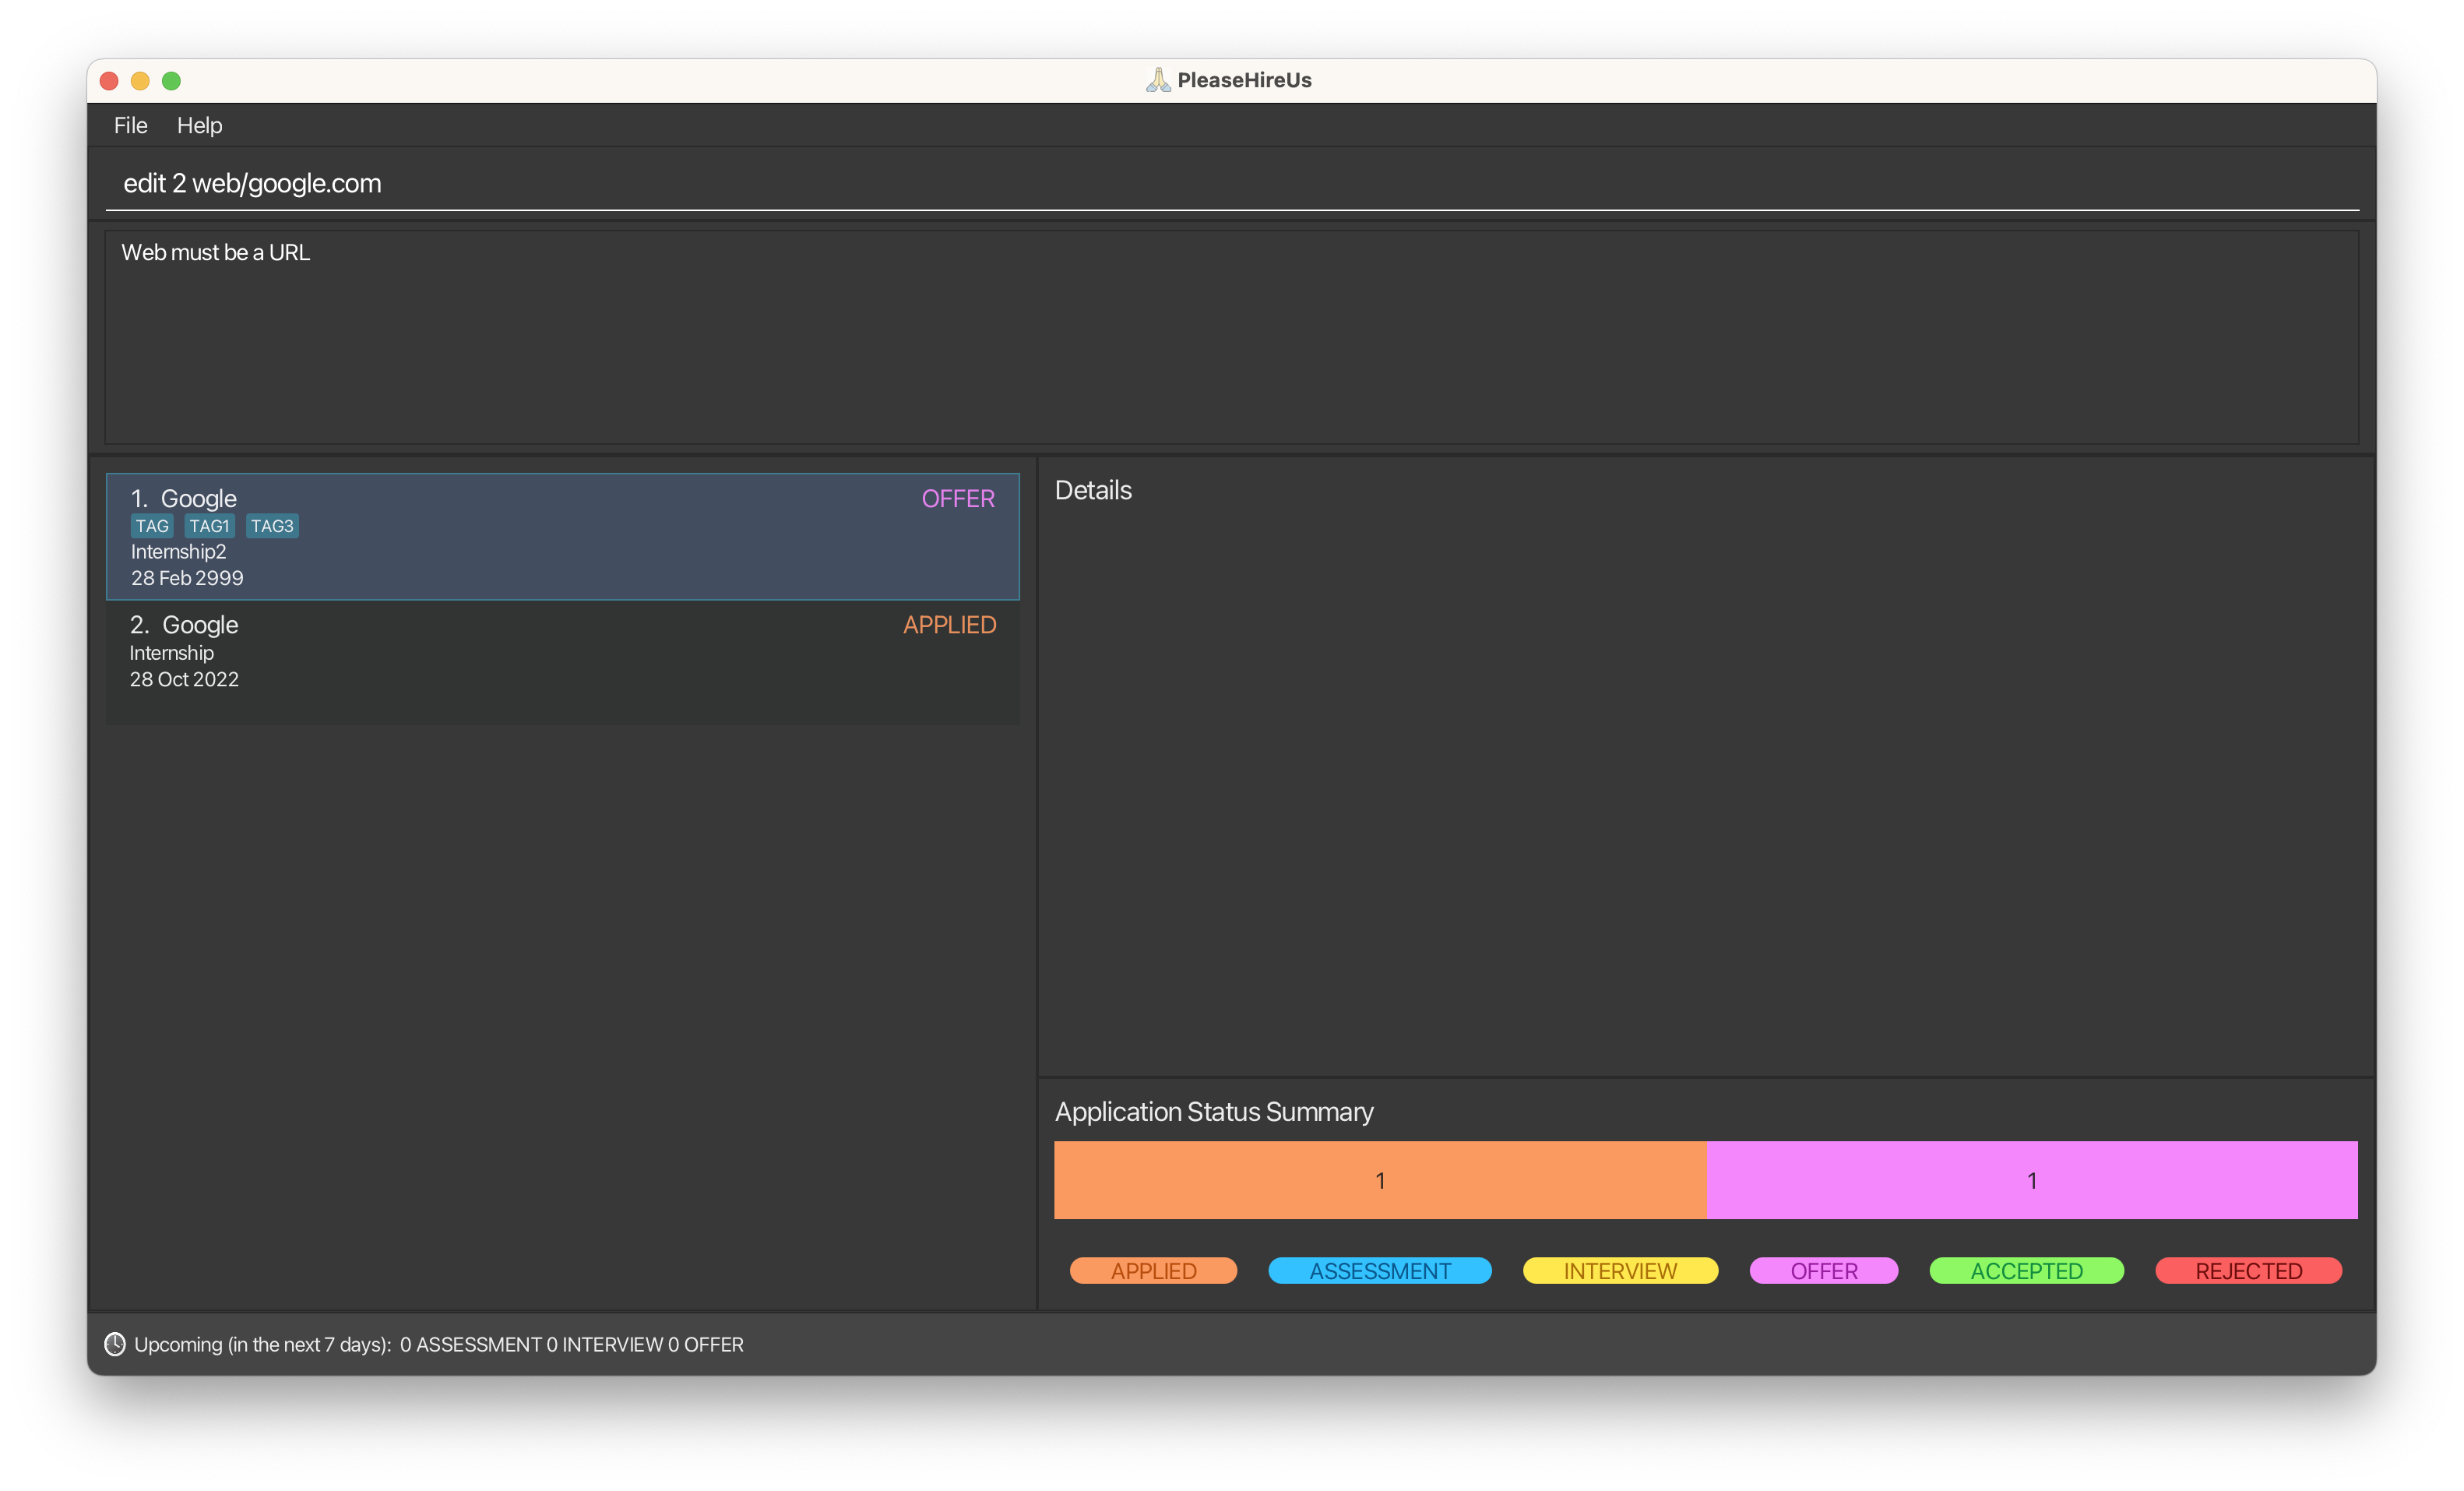 PleaseHireUs
File Help
edit 2 web/google.com
Web must be a URL
1. Google OFFER
TAG TAG1 TAG3
Internship2
28 Feb 2999
2. Google APPLIED
Internship
28 Oct 2022
Details
Application Status Summary
1 1
APPLIED ASSESSMENT INTERVIEW OFFER ACCEPTED REJECTED
Upcoming (in the next 7 days): 0 ASSESSMENT 0 INTERVIEW 0 OFFER